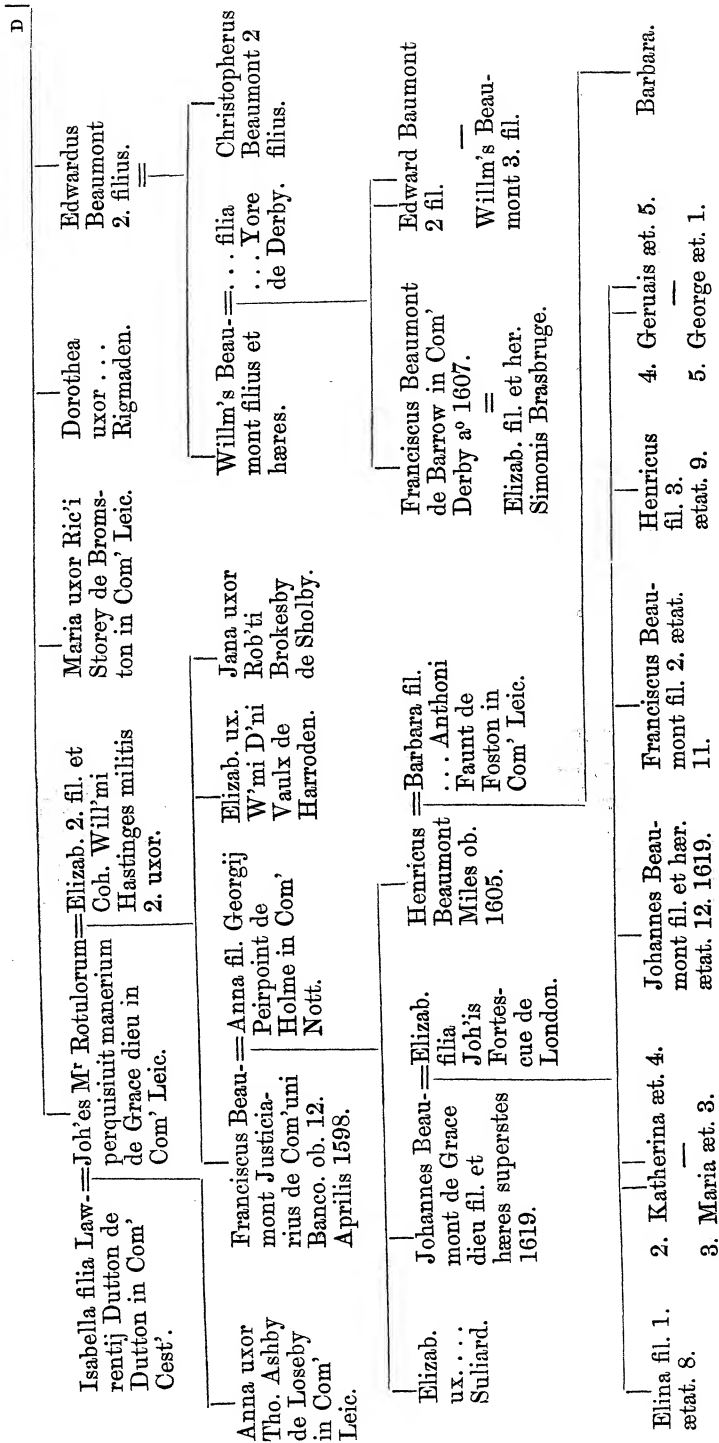 D
Isabella filia Law-
rentij Dutton de
Dutton in Com'
Cest'.
=Joh'es Mr Rotulorum=
perquisiuit manerium
de Grace dieu in
Com' Leic.
Elizab. 2. fil. et
Coh. Will'mi
Hastinges militis
2. uxor.
Maria uxor Ric'i
Storey de Broms-
ton in Com' Leic.
Dorothea
uxor ...
Rigmaden.
Edwardus
Beaumont
2. filius.
=
Anna uxor
Tho. Ashby
de Loseby
in Com'
Leic.
Franciscus Beau-
mont Justicia-
rius de Com'uni
Banco. ob. 12.
Aprilis 1598.
=Anna fil. Georgij
Peirpoint de
Holme in Com'
Nott.
Elizab. ux.
W'mi D'ni
Vaulx de
Harroden.
Jana uxor
Rob'ti
Brokesby
de Sholby.
Willm's Beau-
mont filius et
hæres.
=... filia
... Yore
de Derby.
Christopherus
Beaumont 2
filius.
Elizab.
ux....
Suliard.
Johannes Beau-
mont de Grace
dieu fil. et
hæres superstes
1619.
=Elizab.
filia
Joh'is
Fortes-
cue de
London.
Henricus
Beaumont
Miles ob.
1605.
=Barbara fil.
... Anthoni
Faunt de
Foston in
Com' Leic.
Franciscus Beaumont
de Barrow in Com'
Derby ao 1607.
=
Elizab. fil. et her.
Simonis Brasbruge.
Edward Baumont
2 fil.
—
Willm's Beau-
mont 3. fil.
Elina fil. 1.
ætat. 8.
2. Katherina æt. 4.
—
3. Maria æt. 3.
Johannes Beau-
mont fil. et hær.
ætat. 12. 1619.
Franciscus Beau-
mont fil. 2. ætat.
11.
Henricus
fil. 3.
ætat. 9.
4. Geruais æt. 5.
—
5. George æt. 1.
Barbara.